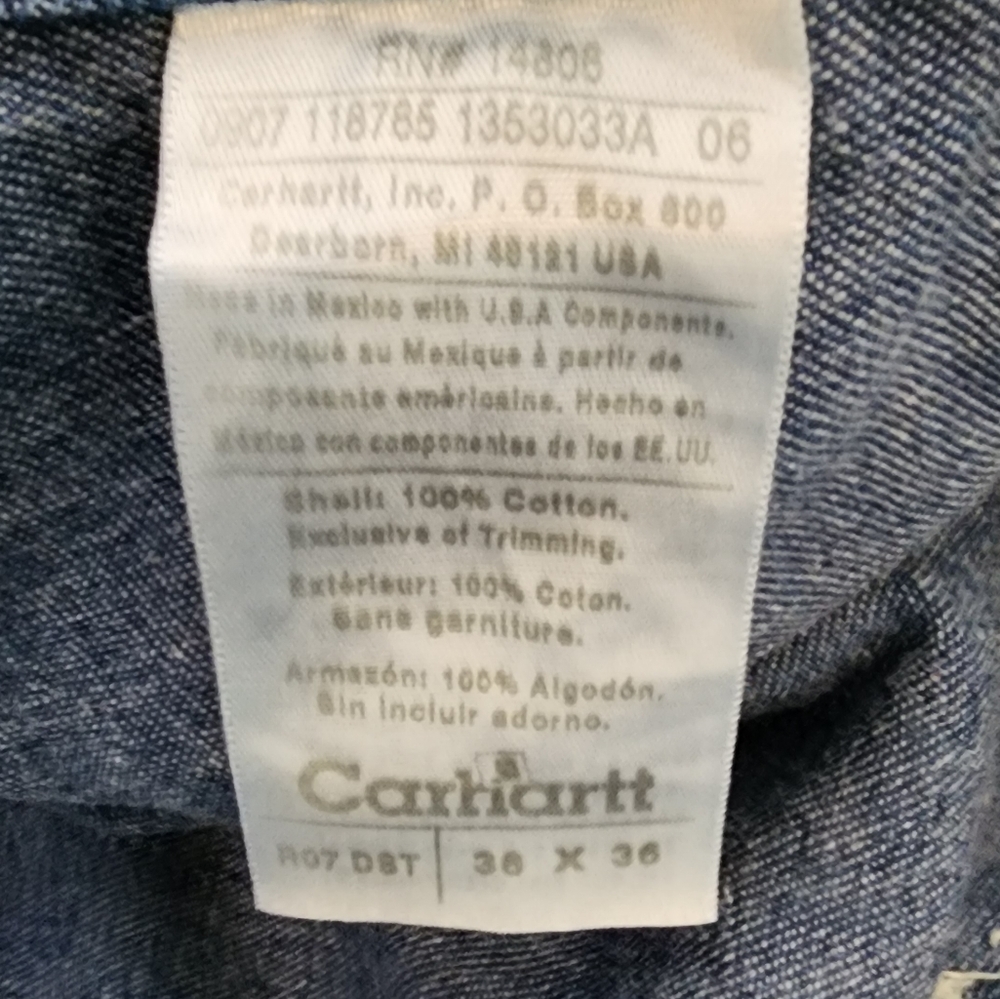 RN# 14806
0907 118785 1353033A 06
Carhartt, Inc. P. O. Box 600
Dearborn, MI 48121 USA
Made in Mexico with U.S.A Components.
Fabriqué au Mexique à partir de
composants américains. Hecho en
México con componentes de los EE.UU.
Shell: 100% Cotton.
Exclusive of Trimming.
Extérieur: 100% Coton.
Sans garniture.
Armazón: 100% Algodón.
Sin incluir adorno.
Carhartt
R07 DST 36 X 36